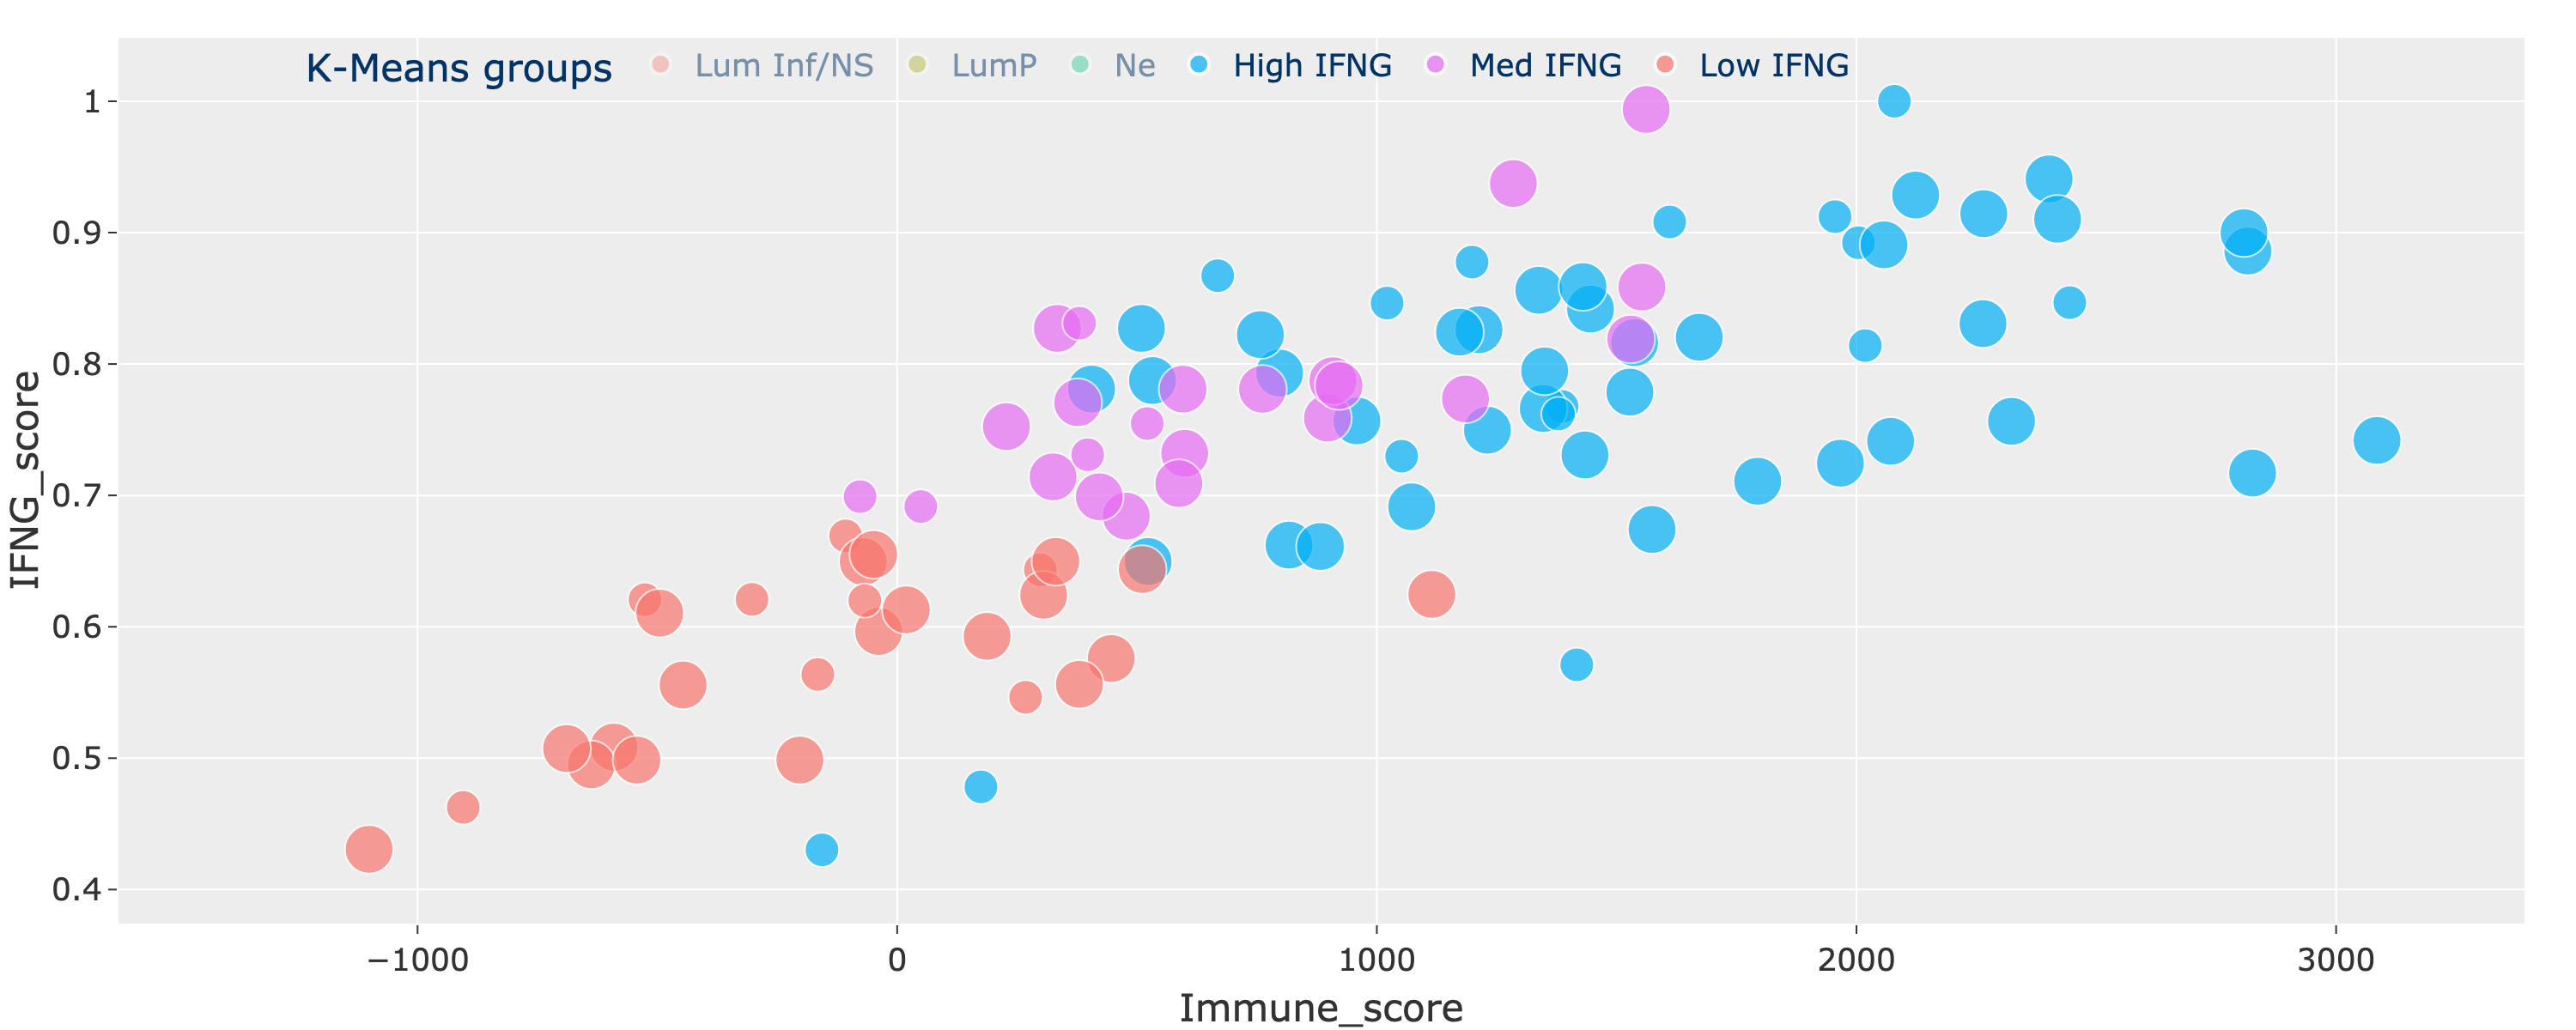 K-Means groups Lum Inf/NS LumP Ne High IFNG Med IFNG Low IFNG
1
0.9
0.8
0.7
0.6
0.5
0.4
IFNG_score
−1000 0 1000 2000 3000
Immune_score